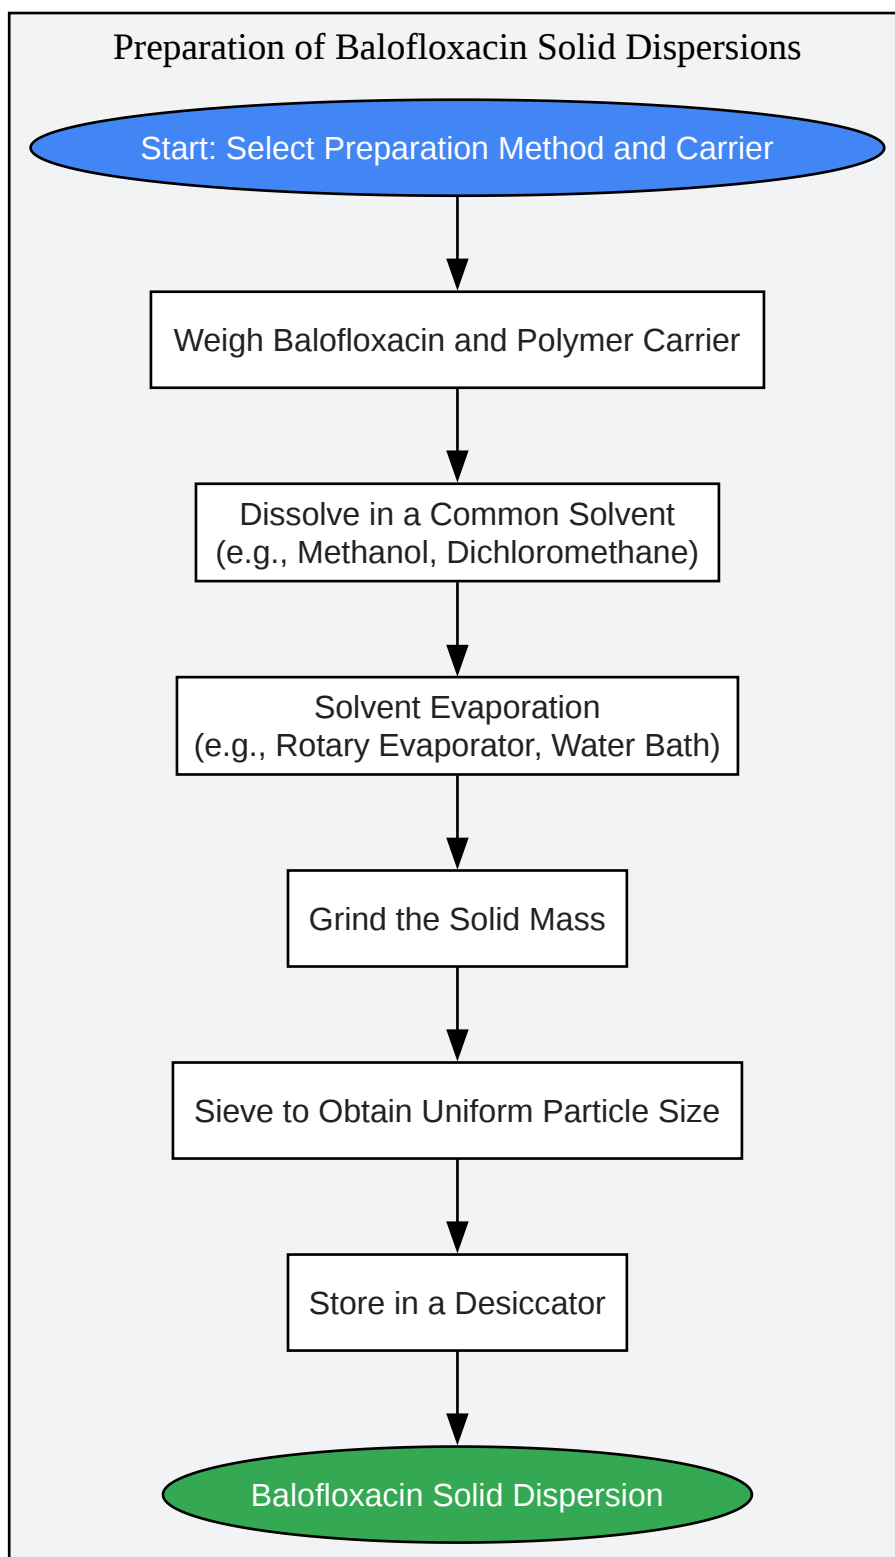 Preparation of Balofloxacin Solid Dispersions
Start: Select Preparation Method and Carrier
Weigh Balofloxacin and Polymer Carrier
Dissolve in a Common Solvent
(e.g., Methanol, Dichloromethane)
Solvent Evaporation
(e.g., Rotary Evaporator, Water Bath)
Grind the Solid Mass
Sieve to Obtain Uniform Particle Size
Store in a Desiccator
Balofloxacin Solid Dispersion